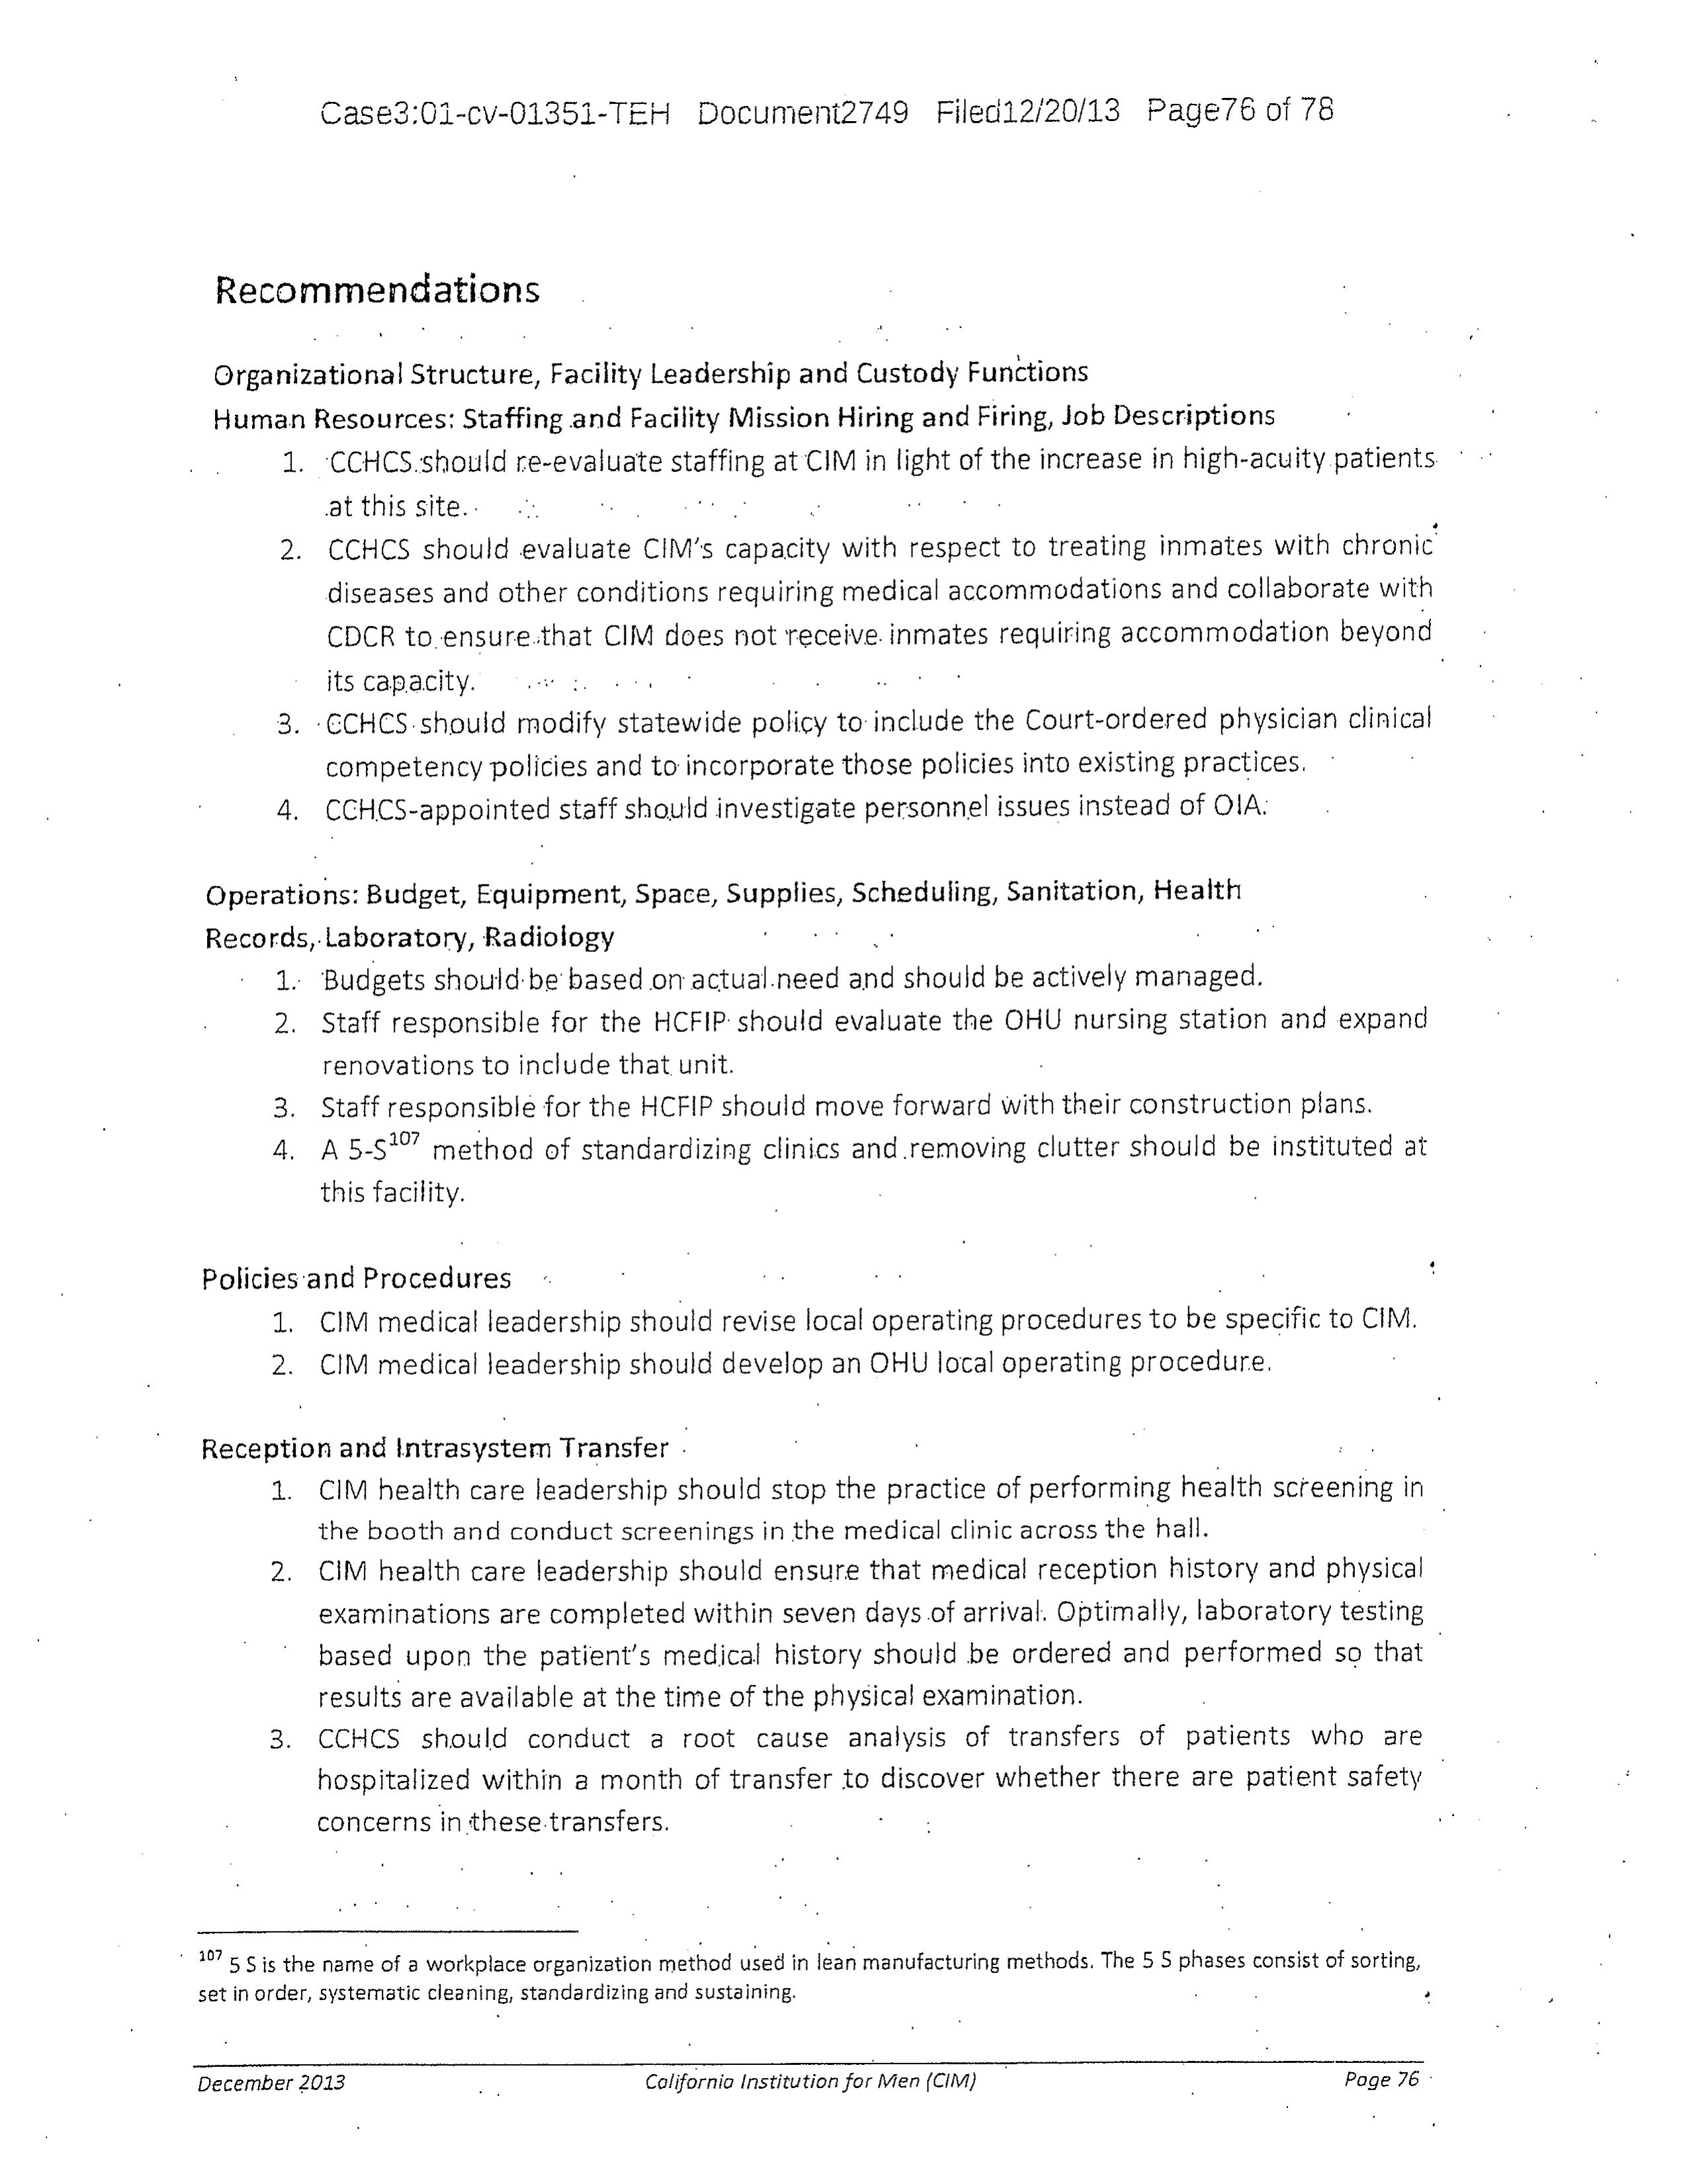 Case3:01-cv-01351-TEH Document2749 Filed12/20/13 Page76 of 78
Recommendations
Organizational Structure, Facility Leadership and Custody Functions
Human Resources: Staffing and Facility Mission Hiring and Firing, Job Descriptions
1. CCHCS should re-evaluate staffing at CIM in light of the increase in high-acuity patients
at this site.
2. CCHCS should evaluate CIM's capacity with respect to treating inmates with chronic
diseases and other conditions requiring medical accommodations and collaborate with
CDCR to ensure that CIM does not receive inmates requiring accommodation beyond
its capacity.
3. CCHCS should modify statewide policy to include the Court-ordered physician clinical
competency policies and to incorporate those policies into existing practices.
4. CCHCS-appointed staff should investigate personnel issues instead of OIA.
Operations: Budget, Equipment, Space, Supplies, Scheduling, Sanitation, Health
Records, Laboratory, Radiology
1. Budgets should be based on actual need and should be actively managed.
2. Staff responsible for the HCFIP should evaluate the OHU nursing station and expand
renovations to include that unit.
3. Staff responsible for the HCFIP should move forward with their construction plans.
4. A 5-S107 method of standardizing clinics and removing clutter should be instituted at
this facility.
Policies and Procedures
1. CIM medical leadership should revise local operating procedures to be specific to CIM.
2. CIM medical leadership should develop an OHU local operating procedure.
Reception and Intrasystem Transfer
1. CIM health care leadership should stop the practice of performing health screening in
the booth and conduct screenings in the medical clinic across the hall.
2. CIM health care leadership should ensure that medical reception history and physical
examinations are completed within seven days of arrival. Optimally, laboratory testing
based upon the patient's medical history should be ordered and performed so that
results are available at the time of the physical examination.
3. CCHCS should conduct a root cause analysis of transfers of patients who are
hospitalized within a month of transfer to discover whether there are patient safety
concerns in these transfers.
107 5 S is the name of a workplace organization method used in lean manufacturing methods. The 5 S phases consist of sorting,
set in order, systematic cleaning, standardizing and sustaining.
December 2013 California Institution for Men (CIM) Page 76